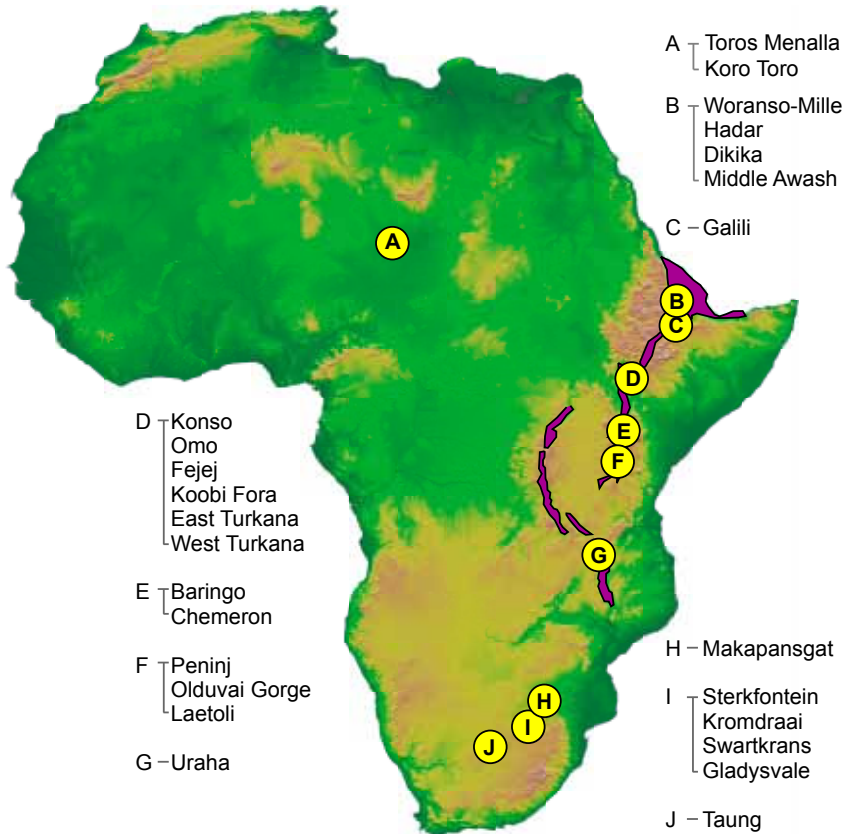 A Toros Menalla
Koro Toro
B Woranso-Mille
Hadar
Dikika
Middle Awash
C Galili
A
B
C
D
E
F
G
H
I
J
D Konso
Omo
Fejej
Koobi Fora
East Turkana
West Turkana
E Baringo
Chemeron
F Peninj
Olduvai Gorge
Laetoli
G Uraha
H Makapansgat
I Sterkfontein
Kromdraai
Swartkrans
Gladysvale
J Taung